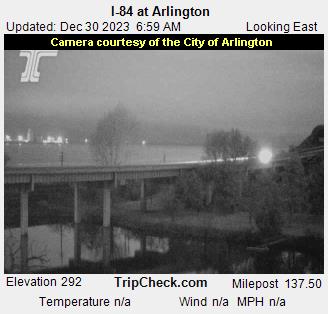 I-84 at Arlington
Updated: Dec 30 2023 6:59 AM Looking East
Camera courtesy of the City of Arlington
Elevation 292 TripCheck.com Milepost 137.50
Temperature n/a Wind n/a MPH n/a